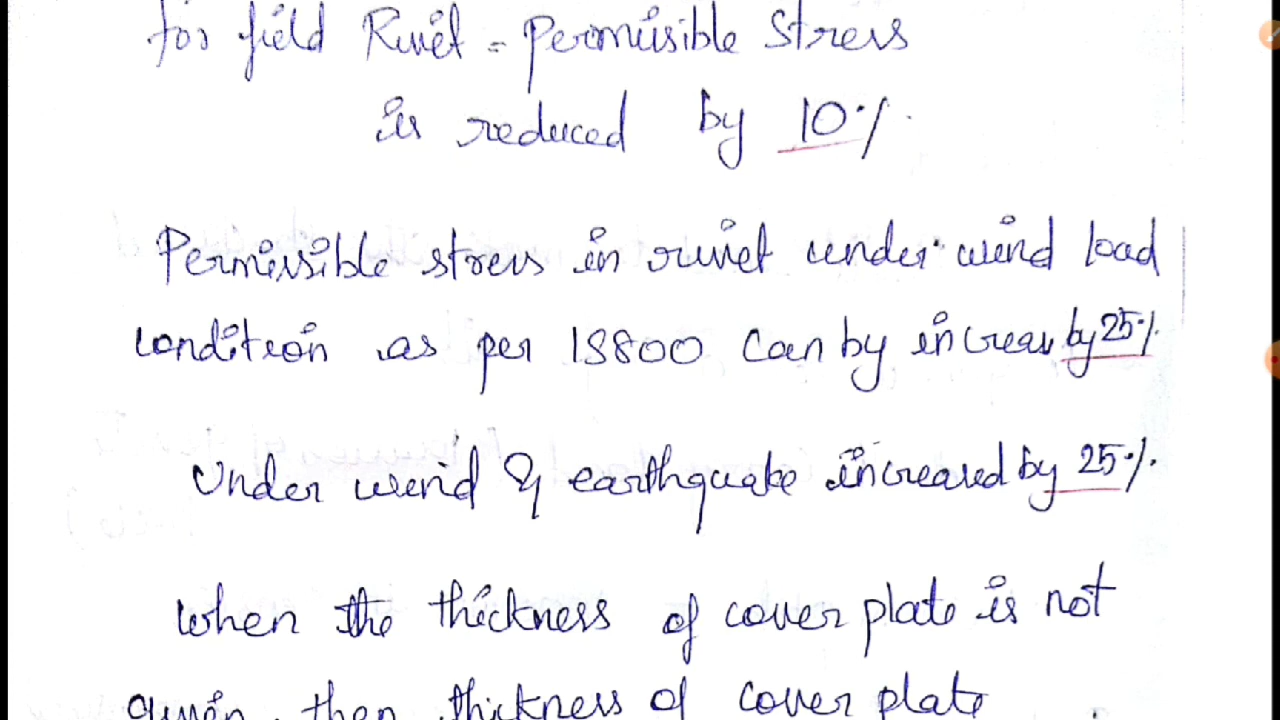 for field Rivet = Permissible Stress
is reduced by 10%.
Permissible stress in rivet under wind load
condition as per IS800 can by increas by 25%.
Under wind & earthquake increased by 25%.
when the thickness of cover plate is not
given, then thickness of cover plate